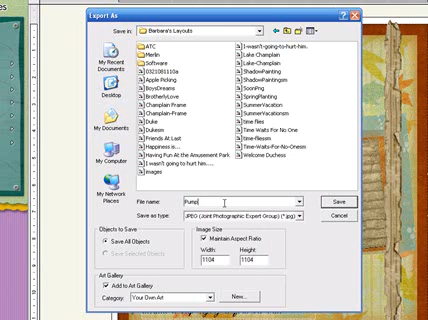 Export As
Save in:
Barbara's Layouts
My Recent
Documents
Desktop
My Documents
My Computer
My Network
Places
ATC
Merlin
Software
0321081110a
Apple Picking
BoysDreams
BrotherlyLove
Champlain Frame
Champlain-Frame
Duke
Dukesm
Friends At Last
Happiness is...
Having Fun At the Amusement Park
I wasn't going to hurt him....
images
I-wasn't-going-to-hurt-him.
Lake Champlain
Lake-Champlain
ShadowPainting
ShadowPaintingsm
SoonPng
SpringPainting
SummerVacation
SummerVacationsm
time flies
Time Waits For No One
time-fliessm
Time-Waits-For-No-Onesm
Welcome Duchess
File name:
Pump
Save
Save as type:
JPEG (Joint Photographic Expert Group) (*.jpg)
Cancel
Objects to Save
Save All Objects
Save Selected Objects
Image Size
Maintain Aspect Ratio
Width:
Height:
1104
1104
Art Gallery
Add to Art Gallery
Category:
Your Own Art
New...